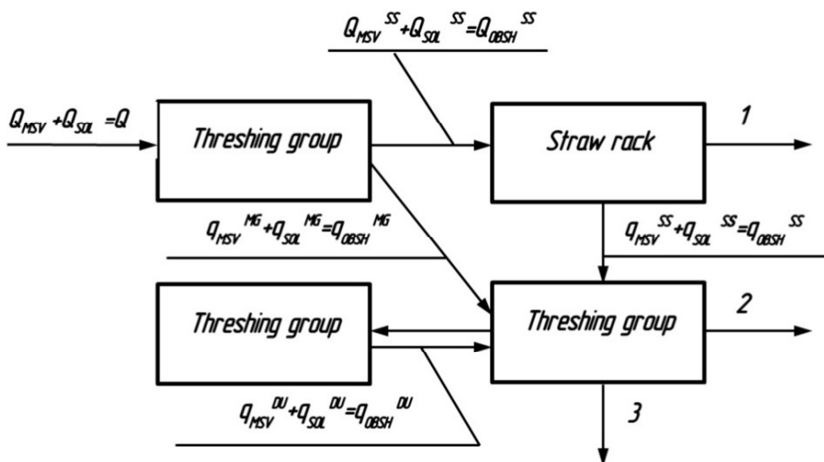 Q_MSV^SS+Q_SOL^SS=Q_OBSH^SS
Q_MSV+Q_SOL=Q
Threshing group
Straw rack
1
q_MSV^MG+q_SOL^MG=q_OBSH^MG
q_MSV^SS+q_SOL^SS=q_OBSH^SS
Threshing group
Threshing group
2
q_MSV^DU+q_SOL^DU=q_OBSH^DU
3